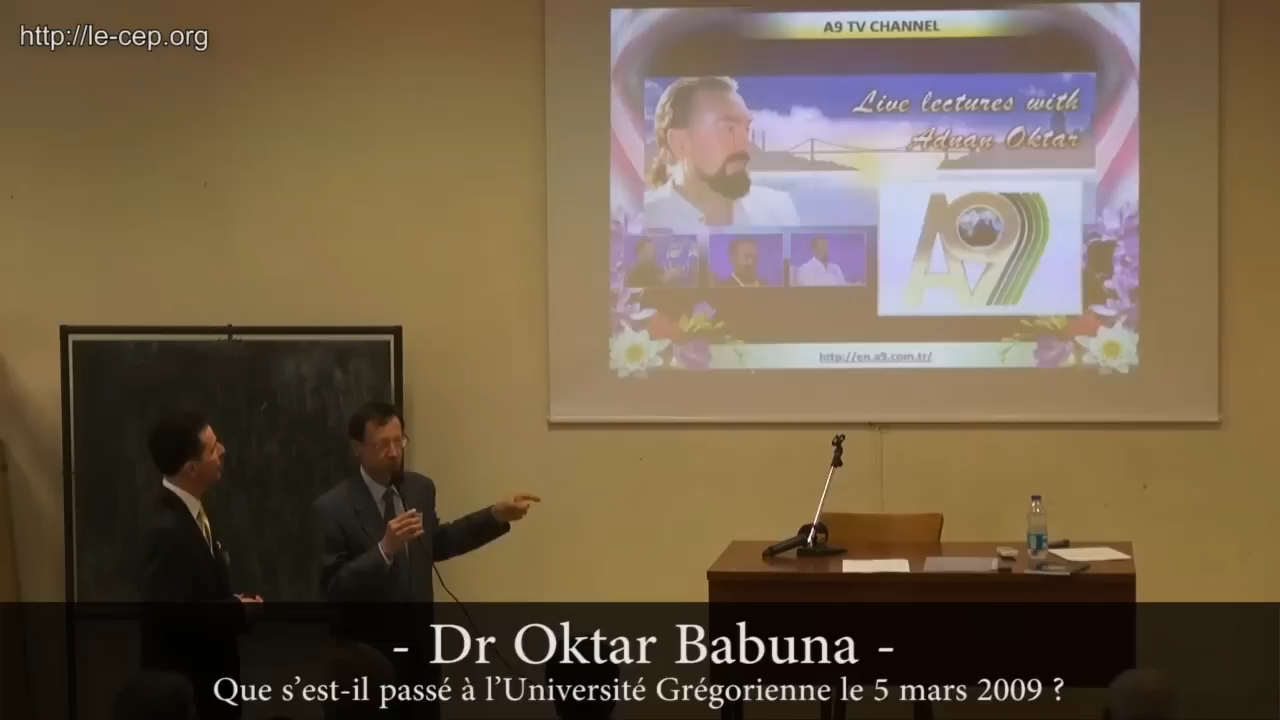 http://le-cep.org
A9 TV CHANNEL
Live lectures with
Adnan Oktar
A9
http://en.a9.com.tr/
- Dr Oktar Babuna -
Que s'est-il passé à l'Université Grégorienne le 5 mars 2009 ?